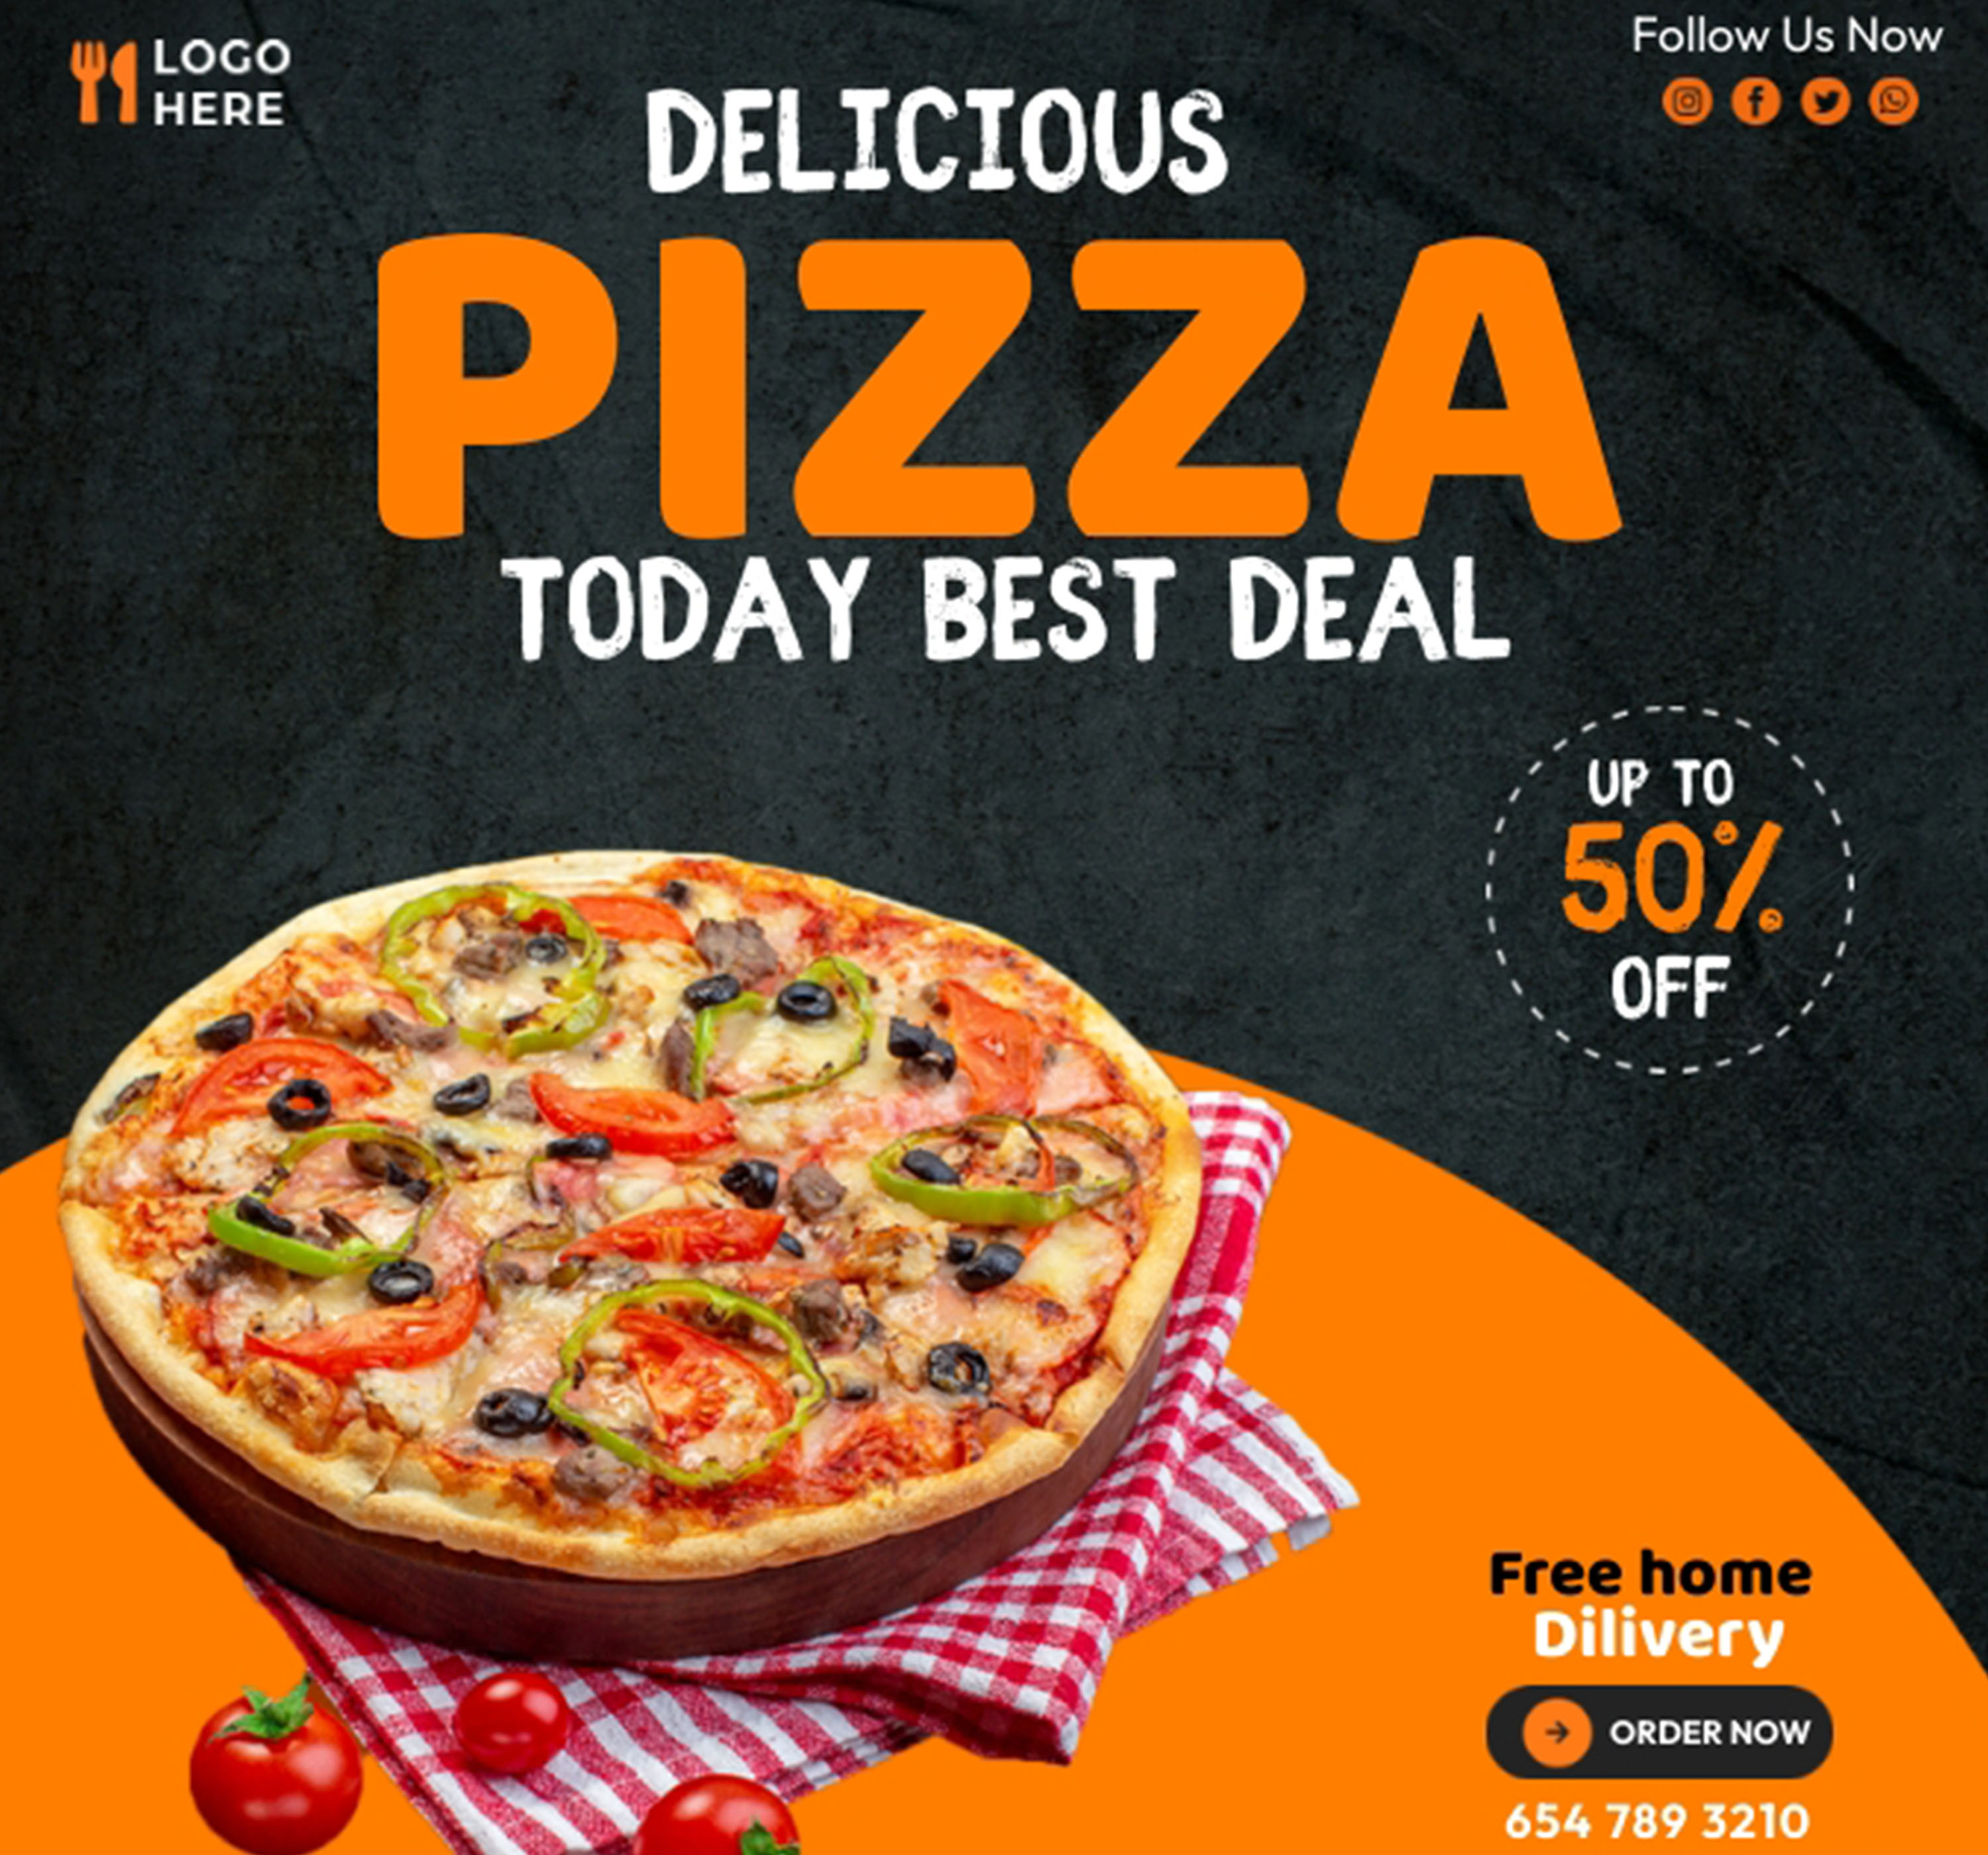 LOGO
HERE
Follow Us Now
DELICIOUS
PIZZA
TODAY BEST DEAL
UP TO
50%
OFF
Free home
Dilivery
ORDER NOW
654 789 3210